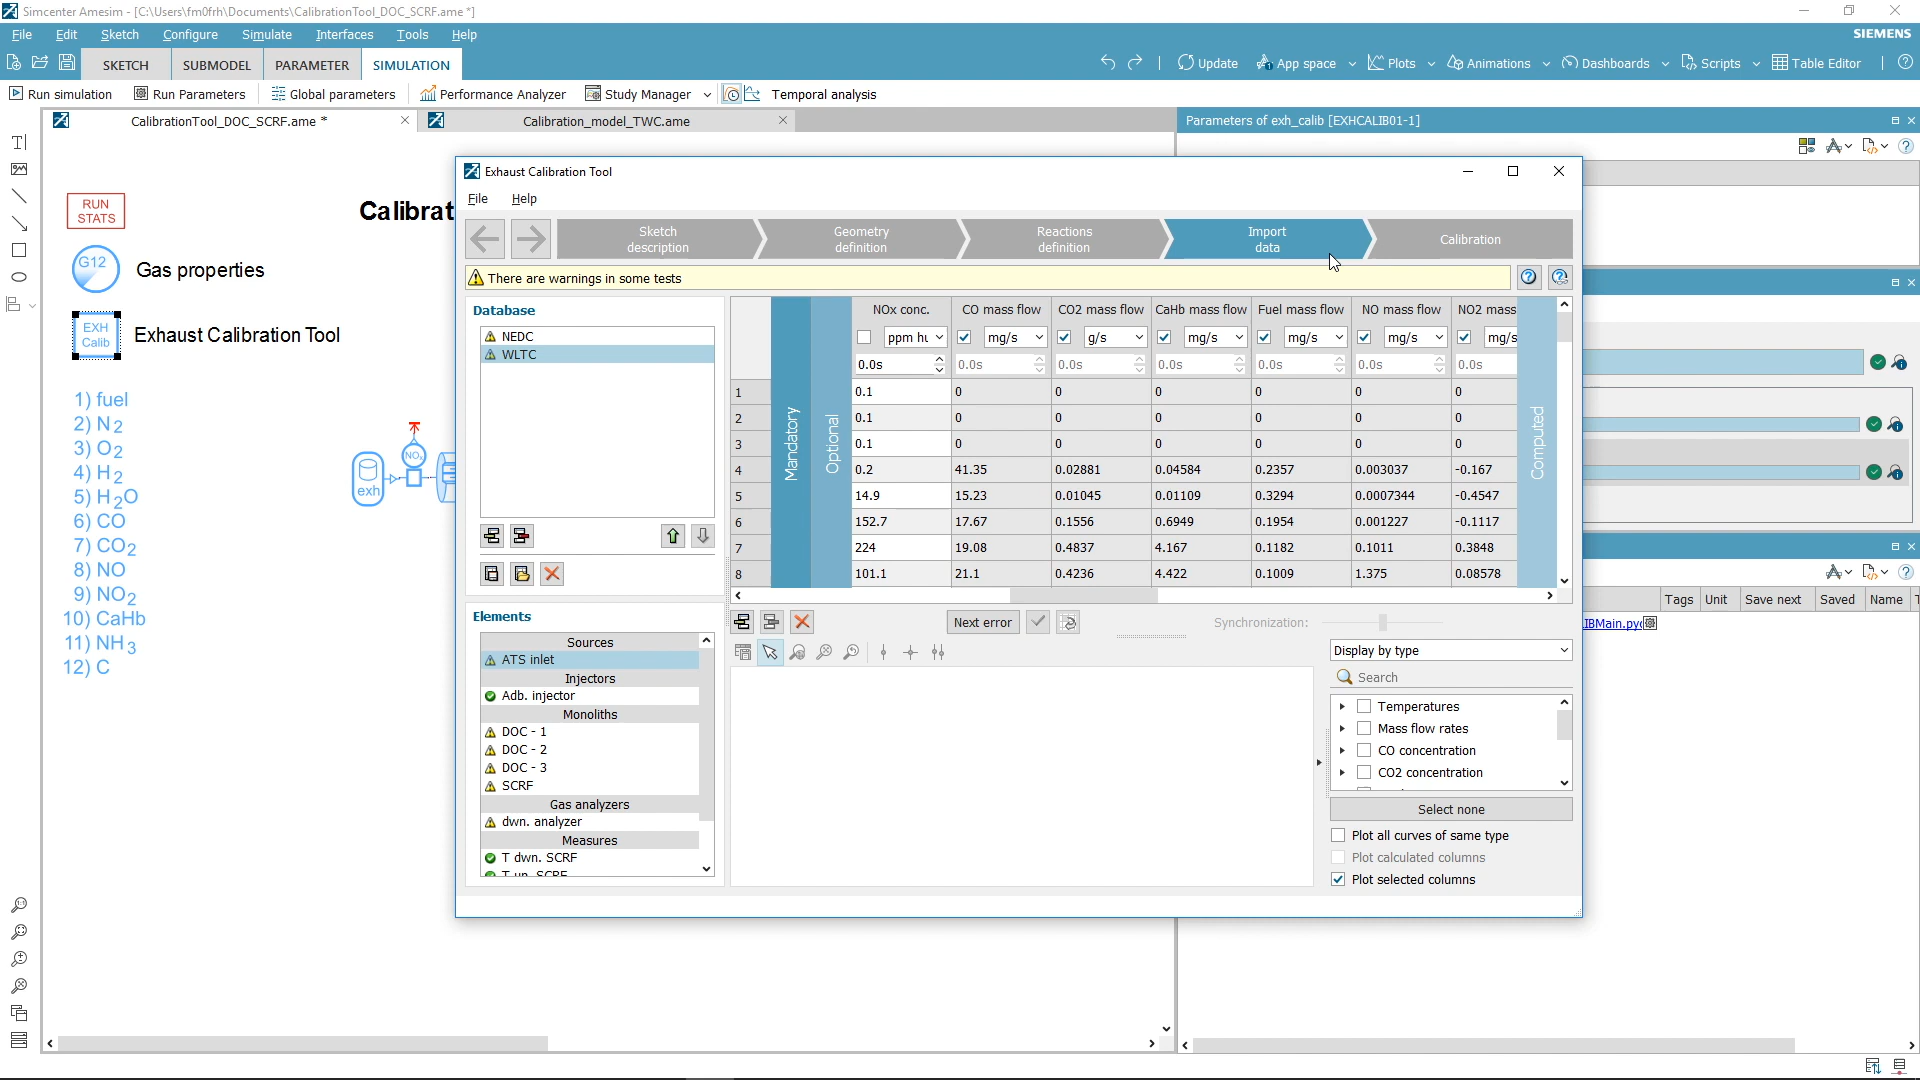 Simcenter Amesim - [C:\Users\fm0frh\Documents\CalibrationTool_DOC_SCRF.ame *]
File Edit Sketch Configure Simulate Interfaces Tools Help
SIEMENS
SKETCH SUBMODEL PARAMETER SIMULATION
Update App space Plots Animations Dashboards Scripts Table Editor
Run simulation Run Parameters Global parameters Performance Analyzer Study Manager Temporal analysis
CalibrationTool_DOC_SCRF.ame *
Calibration_model_TWC.ame
Parameters of exh_calib [EXHCALIB01-1]
RUN
STATS
Calibrat
G12
Gas properties
EXH
Calib
Exhaust Calibration Tool
1) fuel
2) N2
3) O2
4) H2
5) H2O
6) CO
7) CO2
8) NO
9) NO2
10) CaHb
11) NH3
12) C
exh
NOx
Exhaust Calibration Tool
File Help
Sketch
description
Geometry
definition
Reactions
definition
Import
data
Calibration
There are warnings in some tests
Database
NEDC
WLTC
Elements
Sources
ATS inlet
Injectors
Adb. injector
Monoliths
DOC - 1
DOC - 2
DOC - 3
SCRF
Gas analyzers
dwn. analyzer
Measures
T dwn. SCRF
T up. SCRF
Mandatory
Optional
Computed
NOx conc. CO mass flow CO2 mass flow CaHb mass flow Fuel mass flow NO mass flow NO2 mass
ppm hu mg/s g/s mg/s mg/s mg/s mg/s
0.0s 0.0s 0.0s 0.0s 0.0s 0.0s 0.0s
1 0.1 0 0 0 0 0 0
2 0.1 0 0 0 0 0 0
3 0.1 0 0 0 0 0 0
4 0.2 41.35 0.02881 0.04584 0.2357 0.003037 -0.167
5 14.9 15.23 0.01045 0.01109 0.3294 0.0007344 -0.4547
6 152.7 17.67 0.1556 0.6949 0.1954 0.001227 -0.1117
7 224 19.08 0.4837 4.167 0.1182 0.1011 0.3848
8 101.1 21.1 0.4236 4.422 0.1009 1.375 0.08578
Next error
Synchronization:
Display by type
Search
Temperatures
Mass flow rates
CO concentration
CO2 concentration
Select none
Plot all curves of same type
Plot calculated columns
Plot selected columns
Tags Unit Save next Saved Name
IBMain.pyc